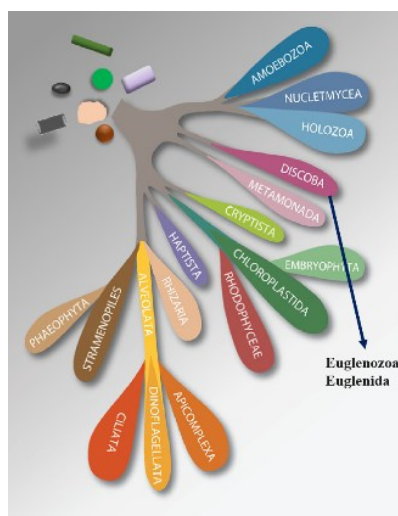 AMOEBOZOA
NUCLETMYCEA
HOLOZOA
DISCOBA
METAMONADA
CRYPTISTA
EMBRYOPHYTA
CHLOROPLASTIDA
HAPTISTA
RHODOPHYCEAE
RHIZARIA
ALVEOLATA
PHAEOPHYTA
STRAMENOPILES
Euglenozoa
Euglenida
CILIATA
DINOFLAGELLATA
APICOMPLEXA